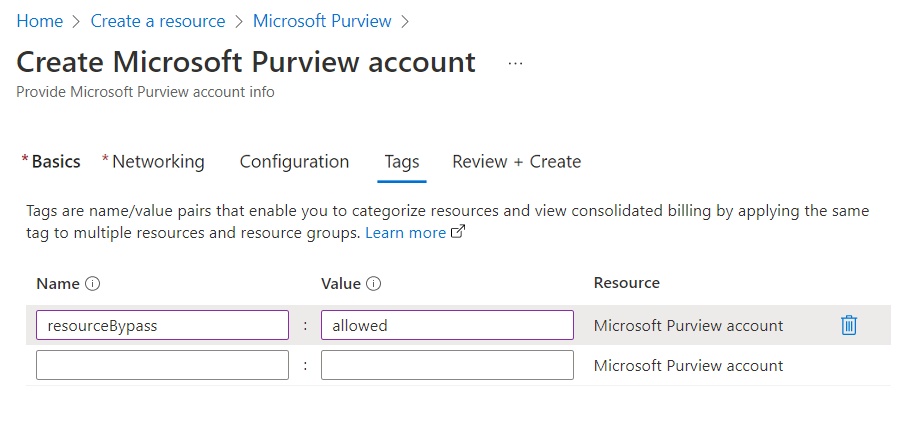 Home > Create a resource > Microsoft Purview >
Create Microsoft Purview account ...
Provide Microsoft Purview account info
* Basics * Networking Configuration Tags Review + Create
Tags are name/value pairs that enable you to categorize resources and view consolidated billing by applying the same
tag to multiple resources and resource groups. Learn more
Name Value Resource
resourceBypass : allowed Microsoft Purview account
: Microsoft Purview account